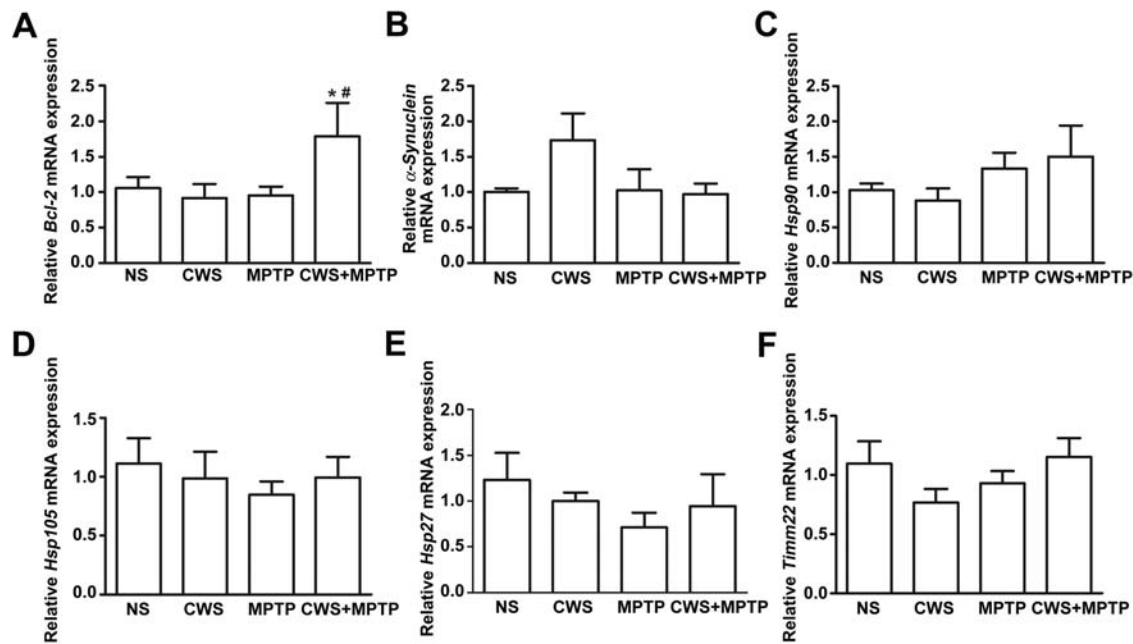 A
Relative Bcl-2 mRNA expression
2.5
2.0
1.5
1.0
0.5
0.0
* #
NS CWS MPTP CWS+MPTP
B
Relative α-Synuclein
mRNA expression
2.5
2.0
1.5
1.0
0.5
0.0
NS CWS MPTP CWS+MPTP
C
Relative Hsp90 mRNA expression
2.5
2.0
1.5
1.0
0.5
0.0
NS CWS MPTP CWS+MPTP
D
Relative Hsp105 mRNA expression
1.5
1.0
0.5
0.0
NS CWS MPTP CWS+MPTP
E
Relative Hsp27 mRNA expression
2.0
1.5
1.0
0.5
0.0
NS CWS MPTP CWS+MPTP
F
Relative Timm22 mRNA expression
1.5
1.0
0.5
0.0
NS CWS MPTP CWS+MPTP